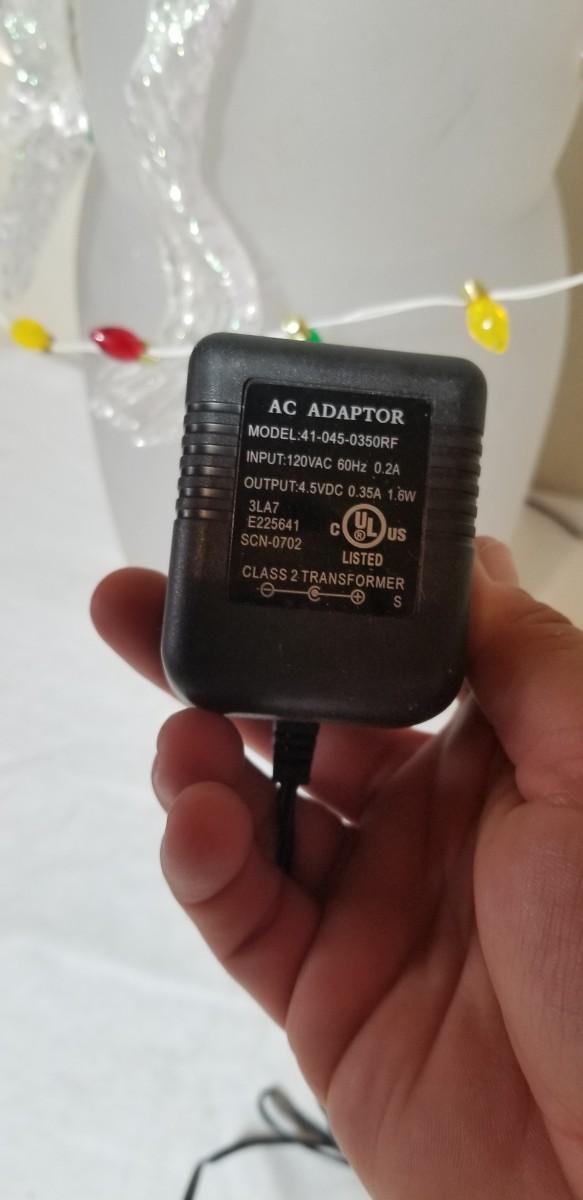 AC ADAPTOR
MODEL:41-045-0350RF
INPUT:120VAC 60Hz 0.2A
OUTPUT:4.5VDC 0.35A 1.6W
3LA7
E225641
SCN-0702
C UL ® US
LISTED
CLASS 2 TRANSFORMER
S